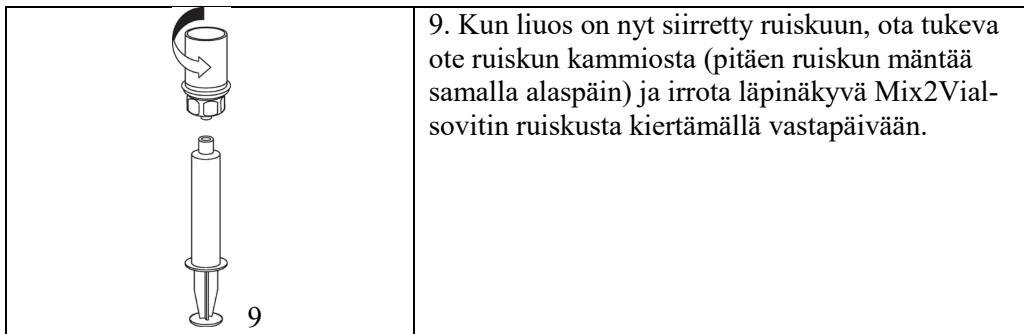 9. Kun liuos on nyt siirretty ruiskuun, ota tukeva
ote ruiskun kammiosta (pitäen ruiskun mäntää
samalla alaspäin) ja irrota läpinäkyvä Mix2Vial-
sovitin ruiskusta kiertämällä vastapäivään.
9